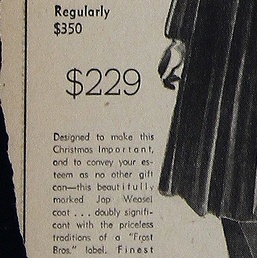 Regularly
$350
$229
Designed to make this
Christmas Important,
and to convey your es-
teem as no other gift
can—this beautifully
marked Jap Weasel
coat ... doubly signifi-
cant with the priceless
traditions of a "Frost
Bros." label. Finest